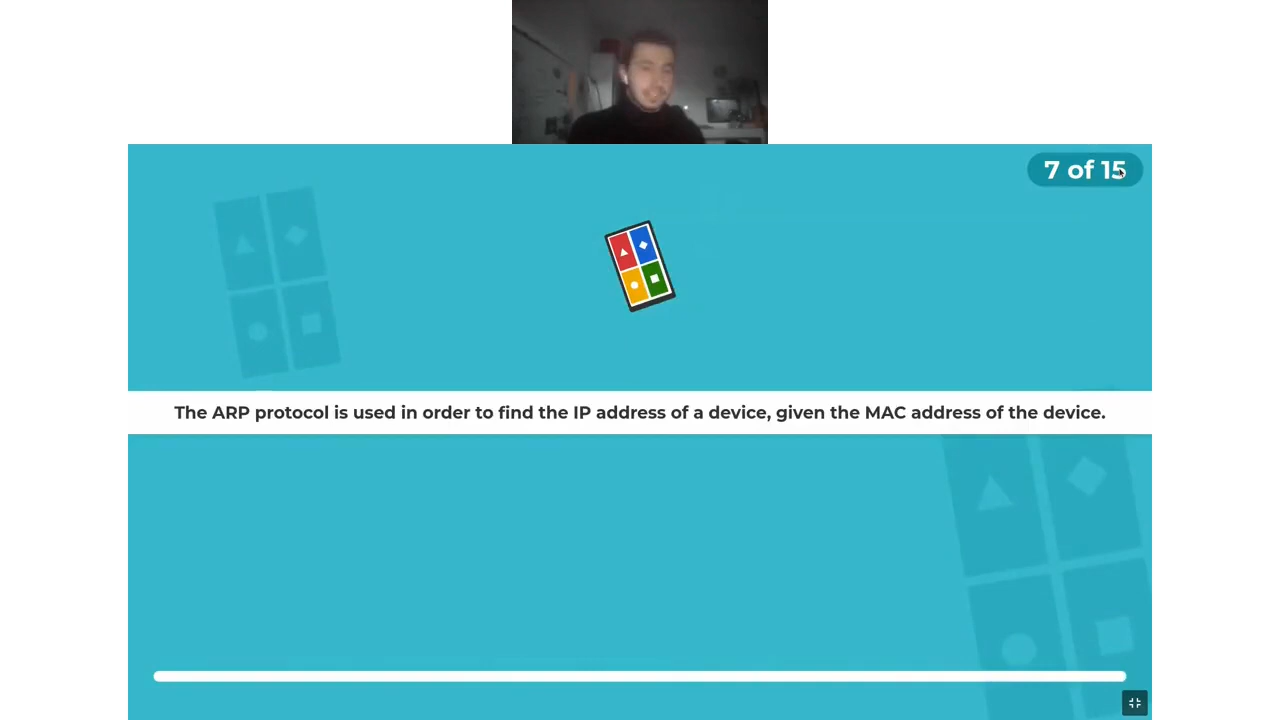 7 of 15
The ARP protocol is used in order to find the IP address of a device, given the MAC address of the device.